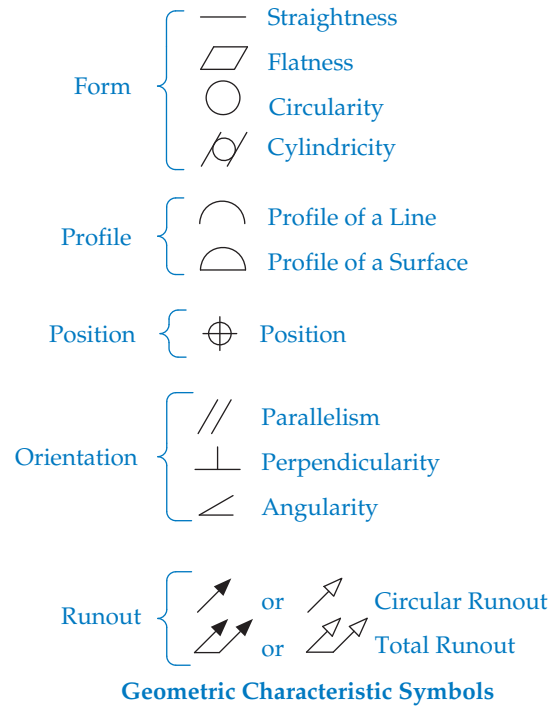 Form
Straightness
Flatness
Circularity
Cylindricity
Profile
Profile of a Line
Profile of a Surface
Position
Position
Orientation
Parallelism
Perpendicularity
Angularity
Runout
or
Circular Runout
or
Total Runout
Geometric Characteristic Symbols